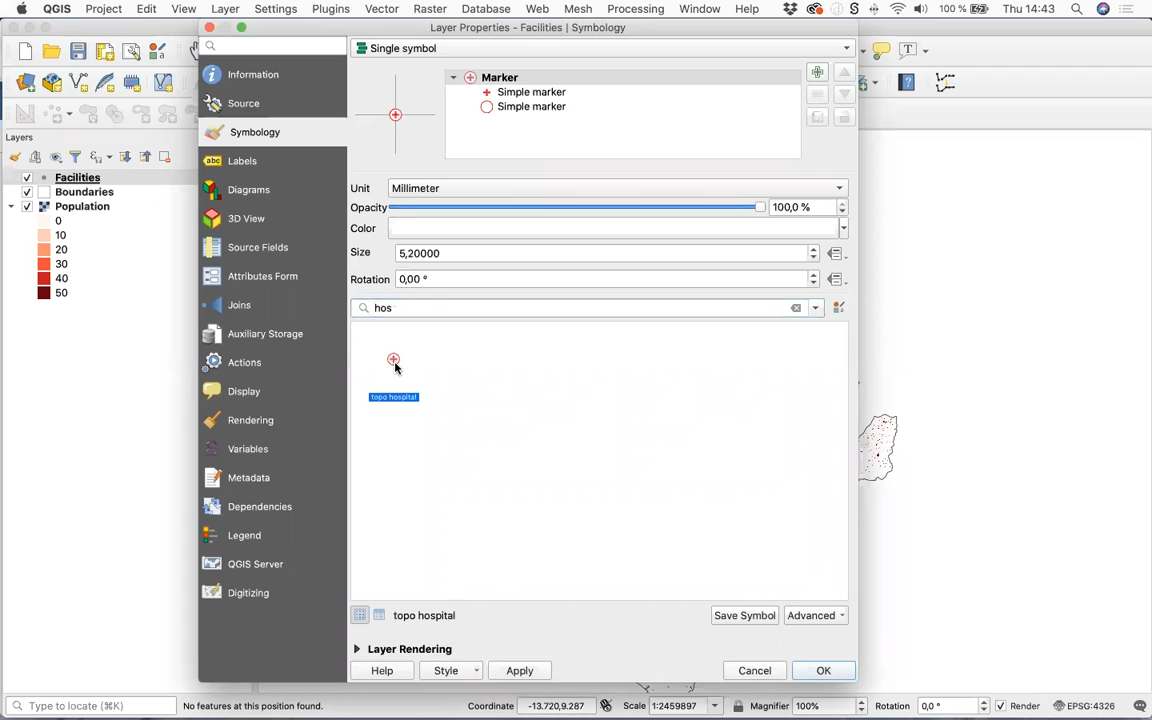 QGIS Project Edit View Layer Settings Plugins Vector Raster Database Web Mesh Processing Window Help 100 % Thu 14:43
Layer Properties - Facilities | Symbology
Information
Source
Symbology
abc Labels
Diagrams
3D View
Source Fields
Attributes Form
Joins
Auxiliary Storage
Actions
Display
Rendering
Variables
Metadata
Dependencies
Legend
QGIS Server
Digitizing
Layers
Facilities
Boundaries
Population
0
10
20
30
40
50
Single symbol
Marker
Simple marker
Simple marker
Unit Millimeter
Opacity 100,0 %
Color
Size 5,20000
Rotation 0,00 °
hos
topo hospital
topo hospital Save Symbol Advanced
Layer Rendering
Help Style Apply Cancel OK
Type to locate (⌘K) No features at this position found. Coordinate -13.720,9.287 Scale 1:2459897 Magnifier 100% Rotation 0,0 ° Render EPSG:4326